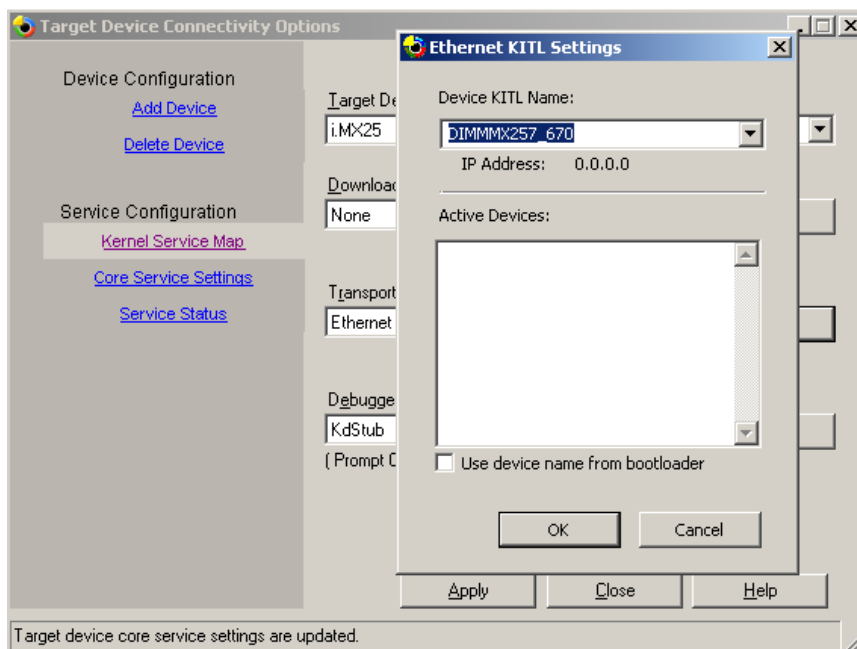 Target Device Connectivity Options
Device Configuration
Add Device
Delete Device
Service Configuration
Kernel Service Map
Core Service Settings
Service Status
Target De
i.MX25
Download
None
Transport
Ethernet
Debugge
KdStub
( Prompt C
Ethernet KITL Settings
Device KITL Name:
DIMMMX257_670
IP Address: 0.0.0.0
Active Devices:
Use device name from bootloader
OK Cancel
Apply Close Help
Target device core service settings are updated.